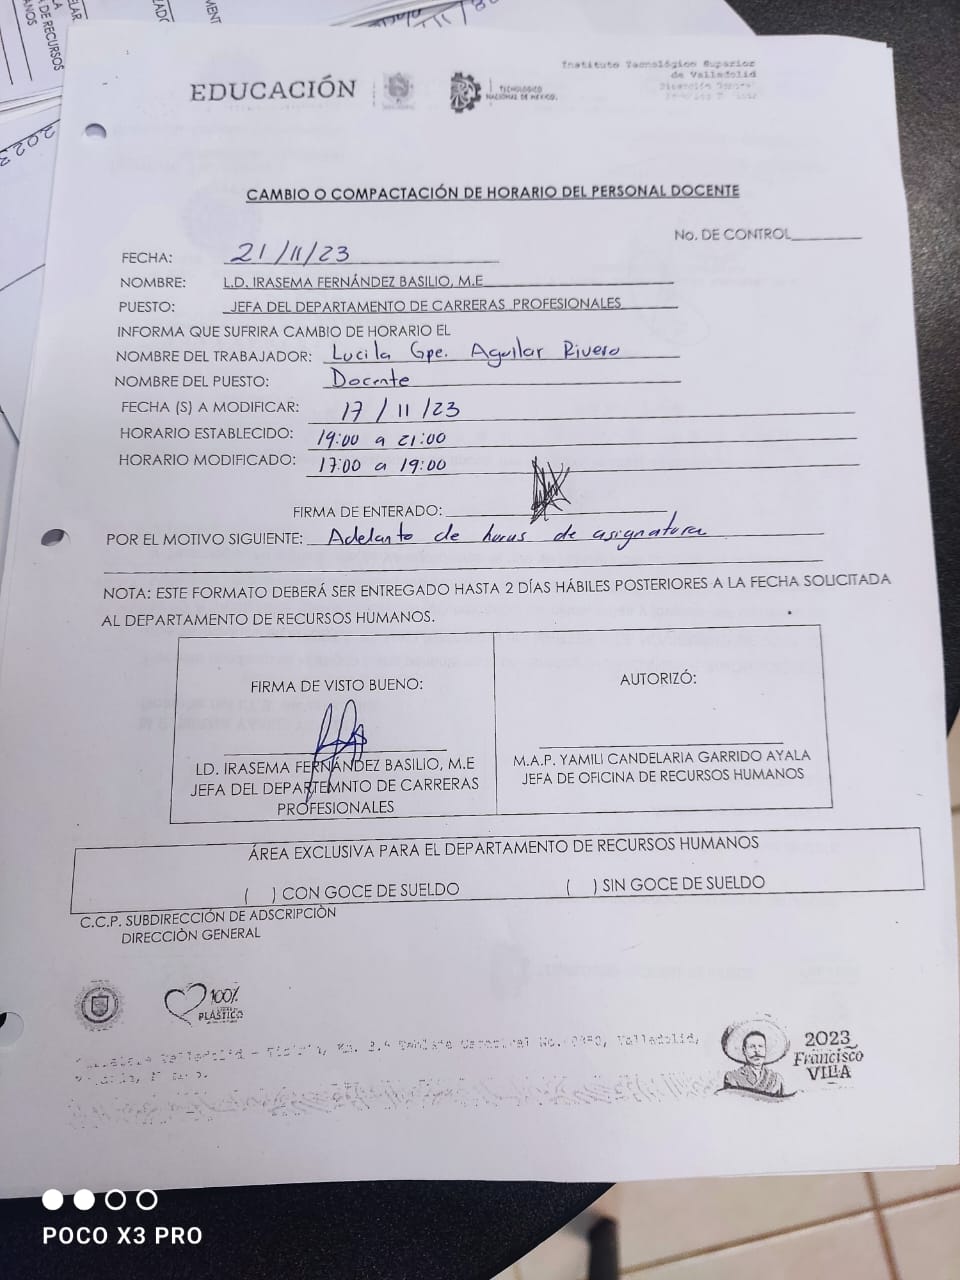 EDUCACIÓN
TECNOLÓGICO
NACIONAL DE MÉXICO
Instituto Tecnológico Superior
de Valladolid
CAMBIO O COMPACTACIÓN DE HORARIO DEL PERSONAL DOCENTE
No. DE CONTROL
FECHA: 21/11/23
NOMBRE: L.D. IRASEMA FERNÁNDEZ BASILIO, M.E
PUESTO: JEFA DEL DEPARTAMENTO DE CARRERAS PROFESIONALES
INFORMA QUE SUFRIRA CAMBIO DE HORARIO EL
NOMBRE DEL TRABAJADOR: Lucila Gpe. Aguilar Rivero
NOMBRE DEL PUESTO: Docente
FECHA (S) A MODIFICAR: 17/11/23
HORARIO ESTABLECIDO: 19:00 a 21:00
HORARIO MODIFICADO: 17:00 a 19:00
FIRMA DE ENTERADO:
POR EL MOTIVO SIGUIENTE: Adelanto de horas de asignatura
NOTA: ESTE FORMATO DEBERÁ SER ENTREGADO HASTA 2 DÍAS HÁBILES POSTERIORES A LA FECHA SOLICITADA
AL DEPARTAMENTO DE RECURSOS HUMANOS.
FIRMA DE VISTO BUENO:
LD. IRASEMA FERNÁNDEZ BASILIO, M.E
JEFA DEL DEPARTEMNTO DE CARRERAS
PROFESIONALES
AUTORIZÓ:
M.A.P. YAMILI CANDELARIA GARRIDO AYALA
JEFA DE OFICINA DE RECURSOS HUMANOS
ÁREA EXCLUSIVA PARA EL DEPARTAMENTO DE RECURSOS HUMANOS
( ) CON GOCE DE SUELDO ( ) SIN GOCE DE SUELDO
C.C.P. SUBDIRECCIÓN DE ADSCRIPCIÒN
DIRECCIÒN GENERAL
100%
PLÁSTICO
Valladolid - Tizimín, Km. 3.5 Tablaje Catastral No. Valladolid,
2023
Francisco
VILLA
POCO X3 PRO